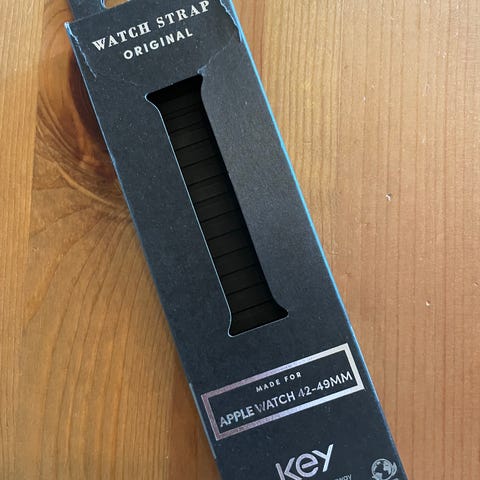 WATCH STRAP
ORIGINAL
MADE FOR
APPLE WATCH 42-49MM
key